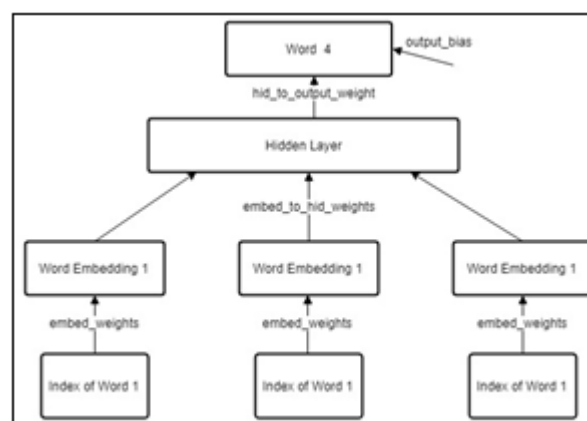 Word 4
output_bias
hid_to_output_weight
Hidden Layer
embed_to_hid_weights
Word Embedding 1
Word Embedding 1
Word Embedding 1
embed_weights
embed_weights
embed_weights
Index of Word 1
Index of Word 1
Index of Word 1